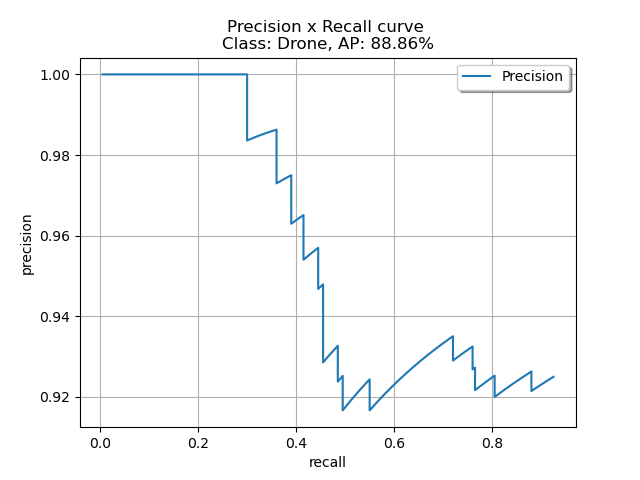 Precision x Recall curve
Class: Drone, AP: 88.86%
Precision
1.00
0.98
0.96
0.94
0.92
precision
0.0 0.2 0.4 0.6 0.8
recall